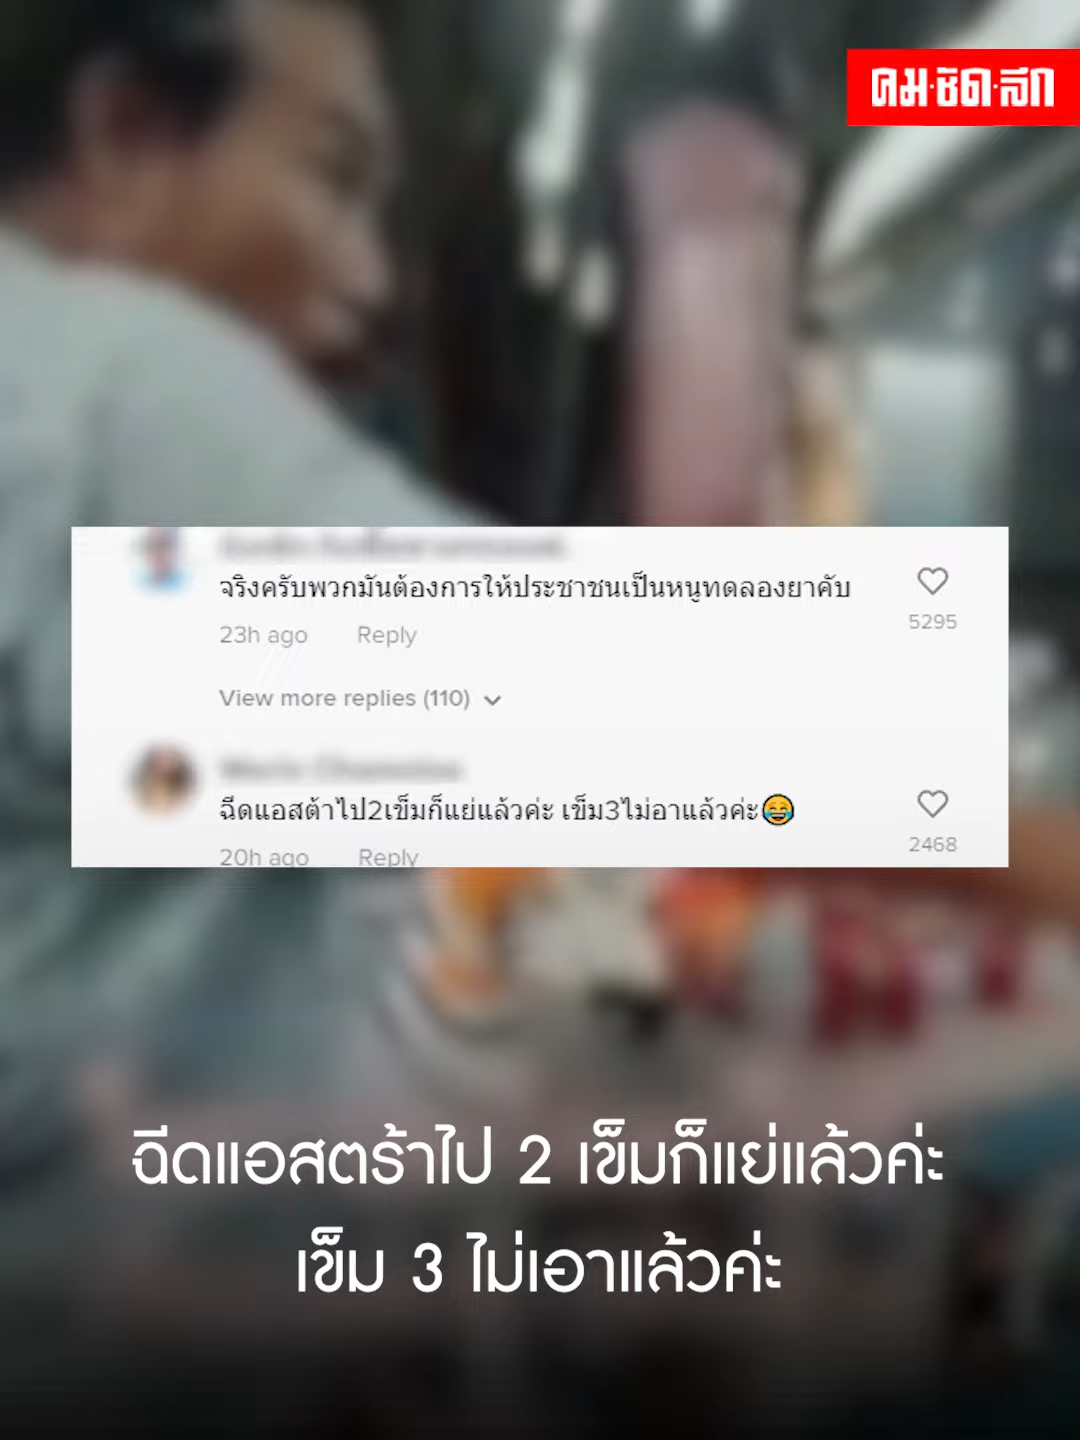 คม·ชัด·ลึก
จริงครับพวกมันต้องการให้ประชาชนเป็นหนูทดลองยาคับ
5295
23h ago Reply
View more replies (110)
ฉีดแอสต้าไป2เข็มก็แย่แล้วค่ะ เข็ม3ไม่อาแล้วค่ะ😂
2468
20h ago Reply
ฉีดแอสตร้าไป 2 เข็มก็แย่แล้วค่ะ
เข็ม 3 ไม่เอาแล้วค่ะ